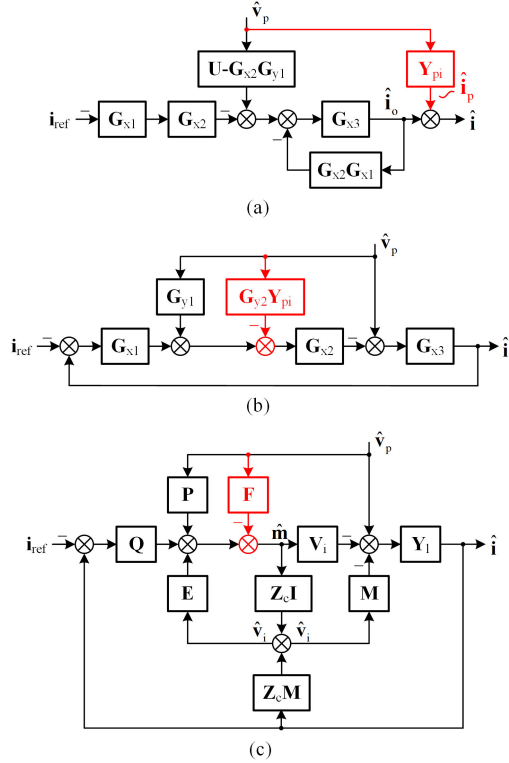 v̂p
U-Gx2Gy1
Ypi
îp
iref
−
Gx1
Gx2
−
−
Gx3
îo
î
Gx2Gx1
(a)
v̂p
Gy1
Gy2Ypi
iref
−
Gx1
−
Gx2
−
Gx3
î
(b)
v̂p
P
F
iref
−
Q
−
m̂
Vi
−
Y1
î
−
E
ZcI
M
v̂i
v̂i
ZcM
(c)